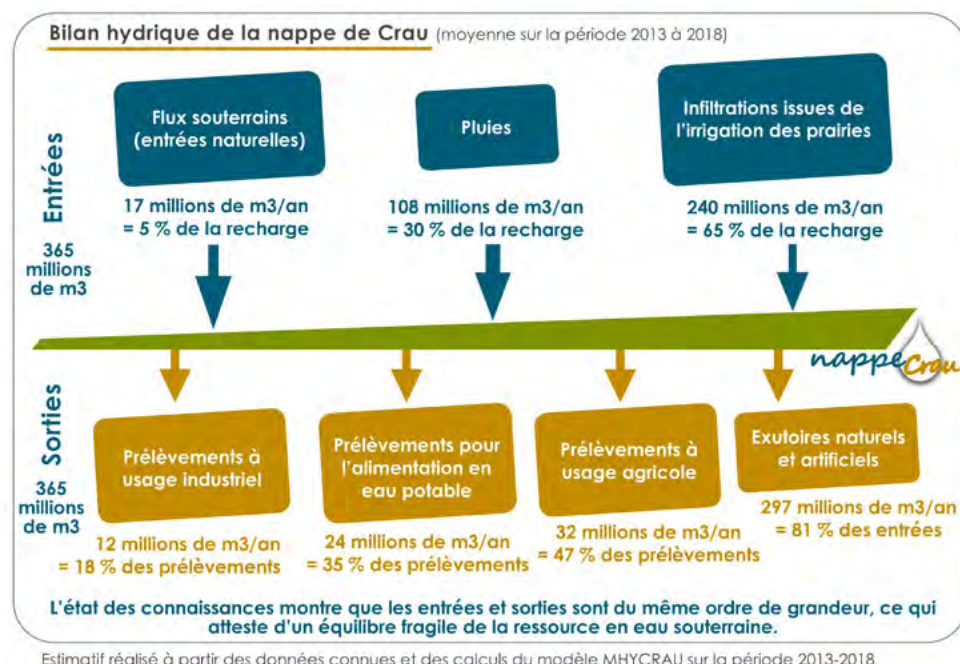 Bilan hydrique de la nappe de Crau (moyenne sur la période 2013 à 2018)
Entrées
365
millions
de m3
Flux souterrains
(entrées naturelles)
17 millions de m3/an
= 5 % de la recharge
Pluies
108 millions de m3/an
= 30 % de la recharge
Infiltrations issues de
l'irrigation des prairies
240 millions de m3/an
= 65 % de la recharge
nappeCrau
Sorties
365
millions
de m3
Prélèvements à
usage industriel
12 millions de m3/an
= 18 % des prélèvements
Prélèvements pour
l'alimentation en
eau potable
24 millions de m3/an
= 35 % des prélèvements
Prélèvements à
usage agricole
32 millions de m3/an
= 47 % des prélèvements
Exutoires naturels
et artificiels
297 millions de m3/an
= 81 % des entrées
L'état des connaissances montre que les entrées et sorties sont du même ordre de grandeur, ce qui
atteste d'un équilibre fragile de la ressource en eau souterraine.
Estimatif réalisé à partir des données connues et des calculs du modèle MHYCRAU sur la période 2013-2018